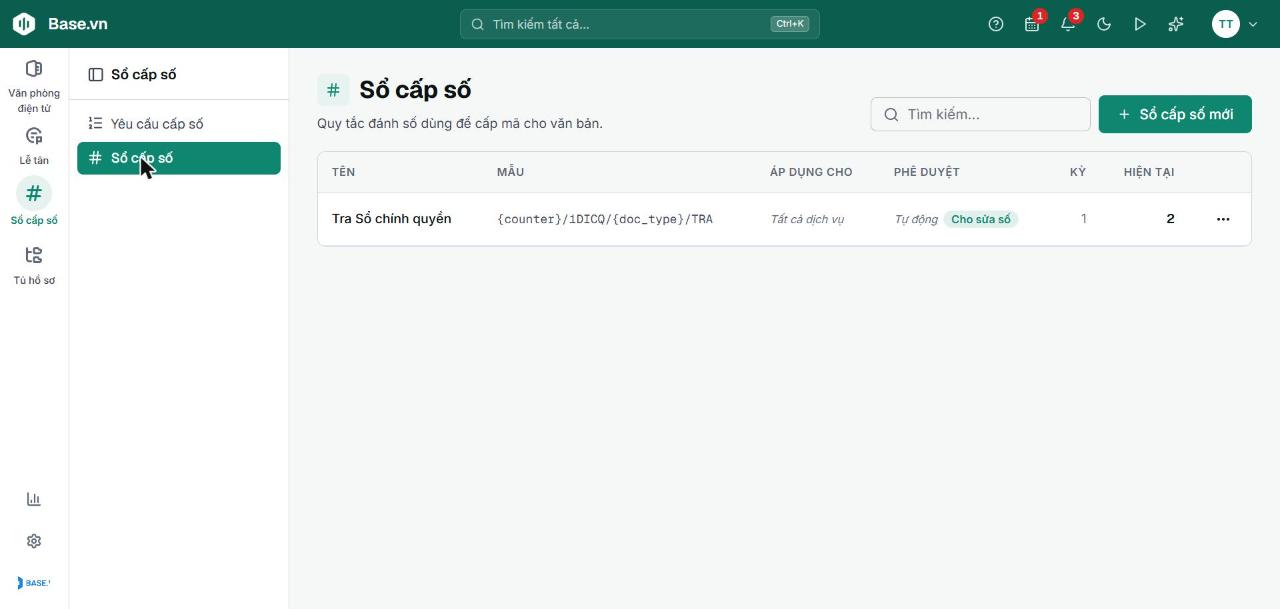 Base.vn
Tìm kiếm tất cả...
Ctrl+K
1
3
TT
Văn phòng
điện tử
Lễ tân
Sổ cấp số
Tủ hồ sơ
BASE.
Sổ cấp số
Yêu cầu cấp số
Sổ cấp số
Sổ cấp số
Quy tắc đánh số dùng để cấp mã cho văn bản.
Tìm kiếm...
+ Sổ cấp số mới
TÊN MẪU ÁP DỤNG CHO PHÊ DUYỆT KỲ HIỆN TẠI
Tra Sổ chính quyền {counter}/iDICQ/{doc_type}/TRA Tất cả dịch vụ Tự động Cho sửa số 1 2